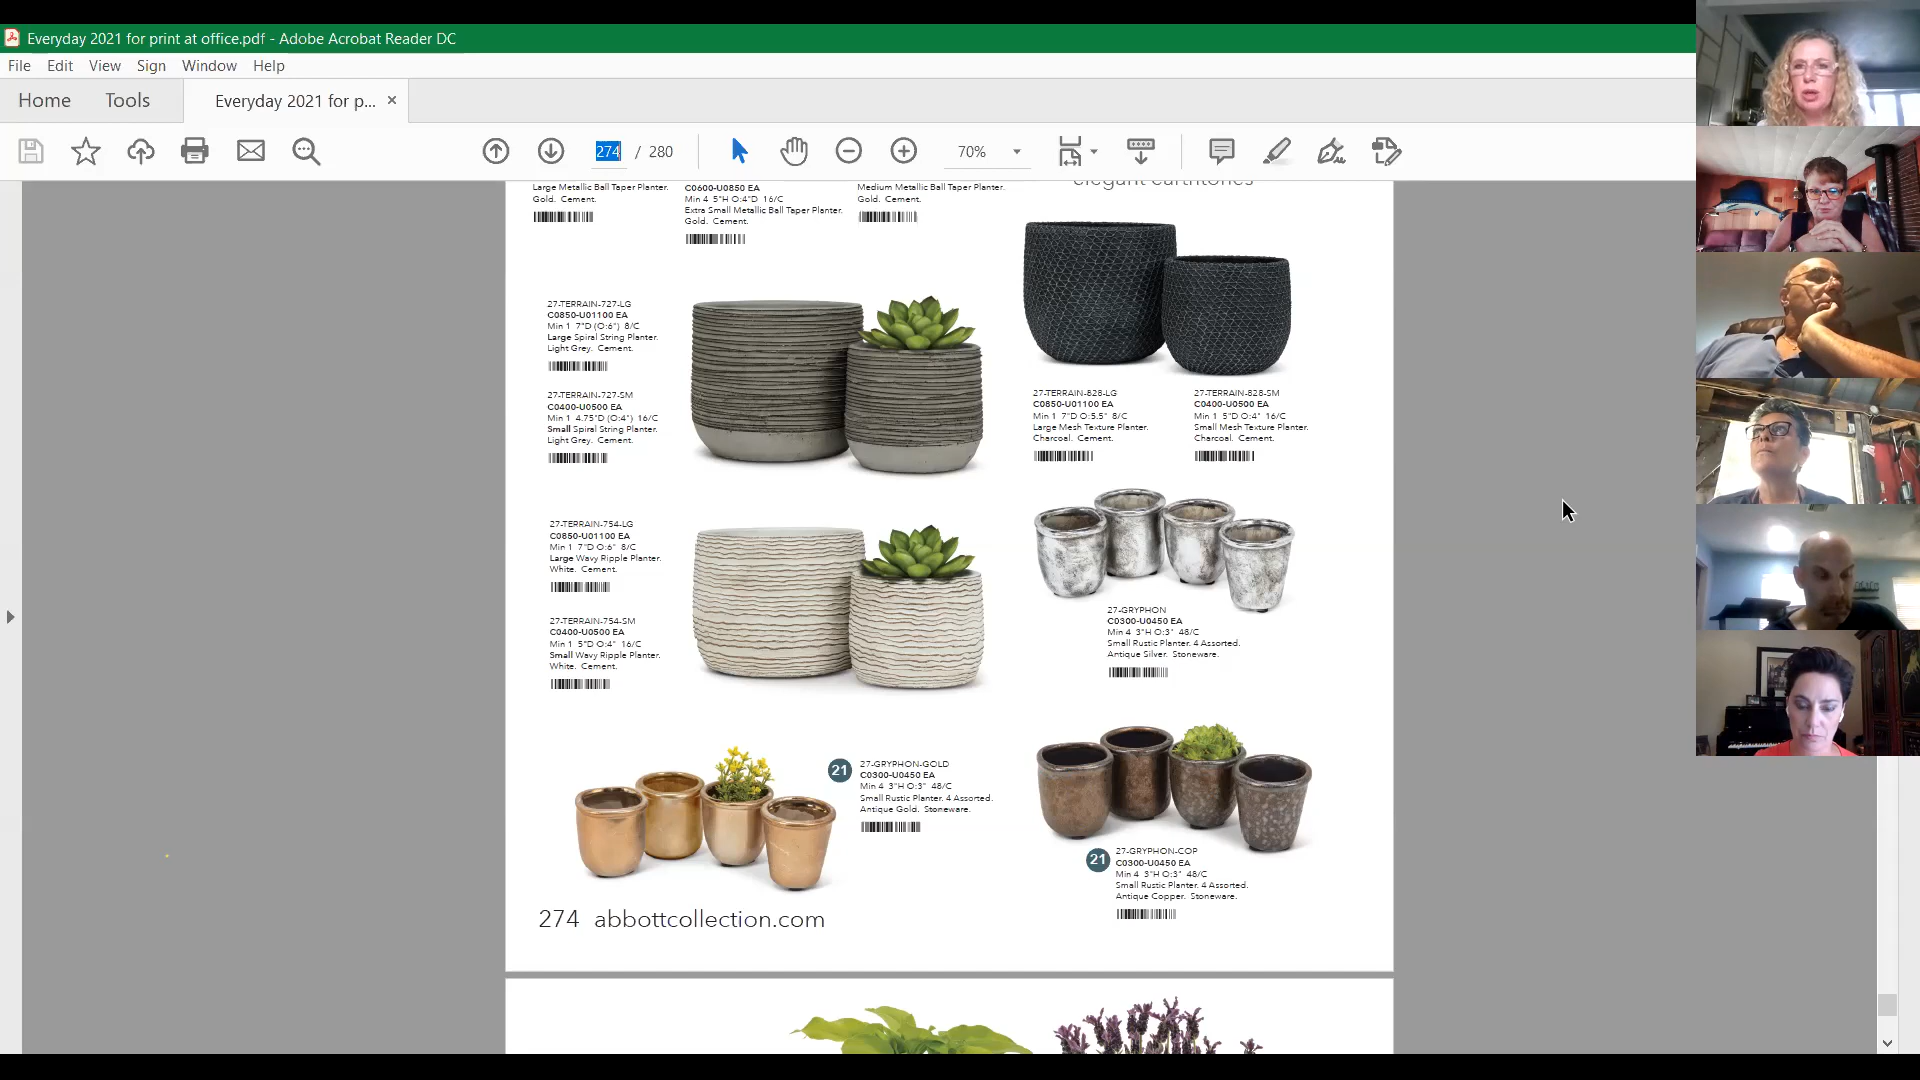 Everyday 2021 for print at office.pdf - Adobe Acrobat Reader DC
File Edit View Sign Window Help
Home Tools Everyday 2021 for p... ×
274 / 280 70%
Large Metallic Ball Taper Planter.
Gold. Cement.
C0600-U0850 EA
Min 4 5"H O:4"D 16/C
Extra Small Metallic Ball Taper Planter.
Gold. Cement.
Medium Metallic Ball Taper Planter.
Gold. Cement.
elegant earthtones
27-TERRAIN-727-LG
C0850-U01100 EA
Min 1 7"D (O:6") 8/C
Large Spiral String Planter.
Light Grey. Cement.
27-TERRAIN-727-SM
C0400-U0500 EA
Min 1 4.75"D (O:4") 16/C
Small Spiral String Planter.
Light Grey. Cement.
27-TERRAIN-828-LG
C0850-U01100 EA
Min 1 7"D O:5.5" 8/C
Large Mesh Texture Planter.
Charcoal. Cement.
27-TERRAIN-828-SM
C0400-U0500 EA
Min 1 5"D O:4" 16/C
Small Mesh Texture Planter.
Charcoal. Cement.
27-TERRAIN-754-LG
C0850-U01100 EA
Min 1 7"D O:6" 8/C
Large Wavy Ripple Planter.
White. Cement.
27-TERRAIN-754-SM
C0400-U0500 EA
Min 1 5"D O:4" 16/C
Small Wavy Ripple Planter.
White. Cement.
27-GRYPHON
C0300-U0450 EA
Min 4 3"H O:3" 48/C
Small Rustic Planter. 4 Assorted.
Antique Silver. Stoneware.
21
27-GRYPHON-GOLD
C0300-U0450 EA
Min 4 3"H O:3" 48/C
Small Rustic Planter. 4 Assorted.
Antique Gold. Stoneware.
21
27-GRYPHON-COP
C0300-U0450 EA
Min 4 3"H O:3" 48/C
Small Rustic Planter. 4 Assorted.
Antique Copper. Stoneware.
274 abbottcollection.com